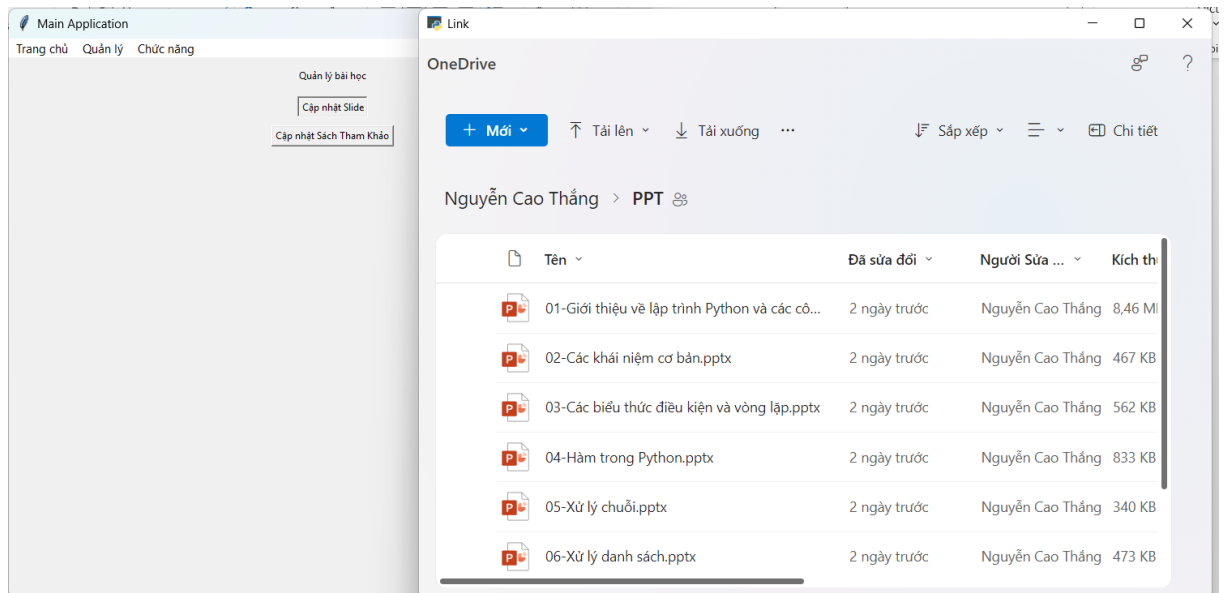 Main Application
Trang chủ Quản lý Chức năng
Quản lý bài học
Cập nhật Slide
Cập nhật Sách Tham Khảo
Link
OneDrive
?
+ Mới Tải lên Tải xuống ... Sắp xếp Chi tiết
Nguyễn Cao Thắng > PPT
Tên Đã sửa đổi Người Sửa ... Kích
01-Giới thiệu về lập trình Python và các cô... 2 ngày trước Nguyễn Cao Thắng 8,46
02-Các khái niệm cơ bản.pptx 2 ngày trước Nguyễn Cao Thắng 467 KB
03-Các biểu thức điều kiện và vòng lặp.pptx 2 ngày trước Nguyễn Cao Thắng 562 KB
04-Hàm trong Python.pptx 2 ngày trước Nguyễn Cao Thắng 833 KB
05-Xử lý chuỗi.pptx 2 ngày trước Nguyễn Cao Thắng 340 KB
06-Xử lý danh sách.pptx 2 ngày trước Nguyễn Cao Thắng 473 KB